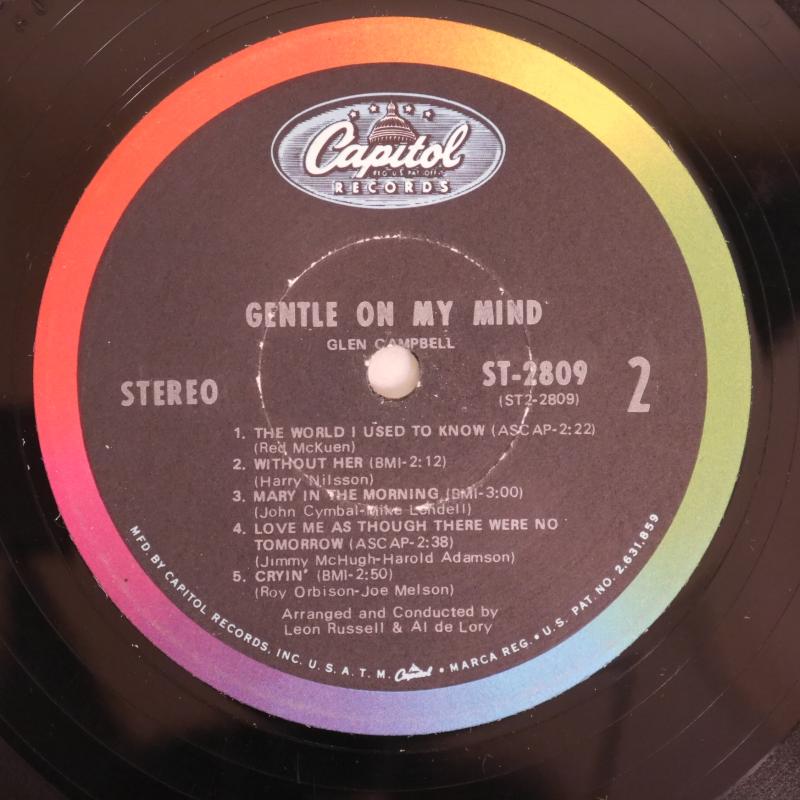 Capitol
REG. U.S. PAT. OFF.
RECORDS
GENTLE ON MY MIND
GLEN CAMPBELL
STEREO
ST-2809
(ST2-2809)
2
1. THE WORLD I USED TO KNOW (ASCAP-2:22)
(Red McKuen)
2. WITHOUT HER (BMI-2:12)
(Harry Nilsson)
3. MARY IN THE MORNING (BMI-3:00)
(John Cymbal-Mike Lendell)
4. LOVE ME AS THOUGH THERE WERE NO
TOMORROW (ASCAP-2:38)
(Jimmy McHugh-Harold Adamson)
5. CRYIN' (BMI-2:50)
(Roy Orbison-Joe Melson)
Arranged and Conducted by
Leon Russell & Al de Lory
MFD. BY CAPITOL RECORDS, INC. U. S. A. T. M. Capitol • MARCA REG. • U. S. PAT. NO. 2,631,859